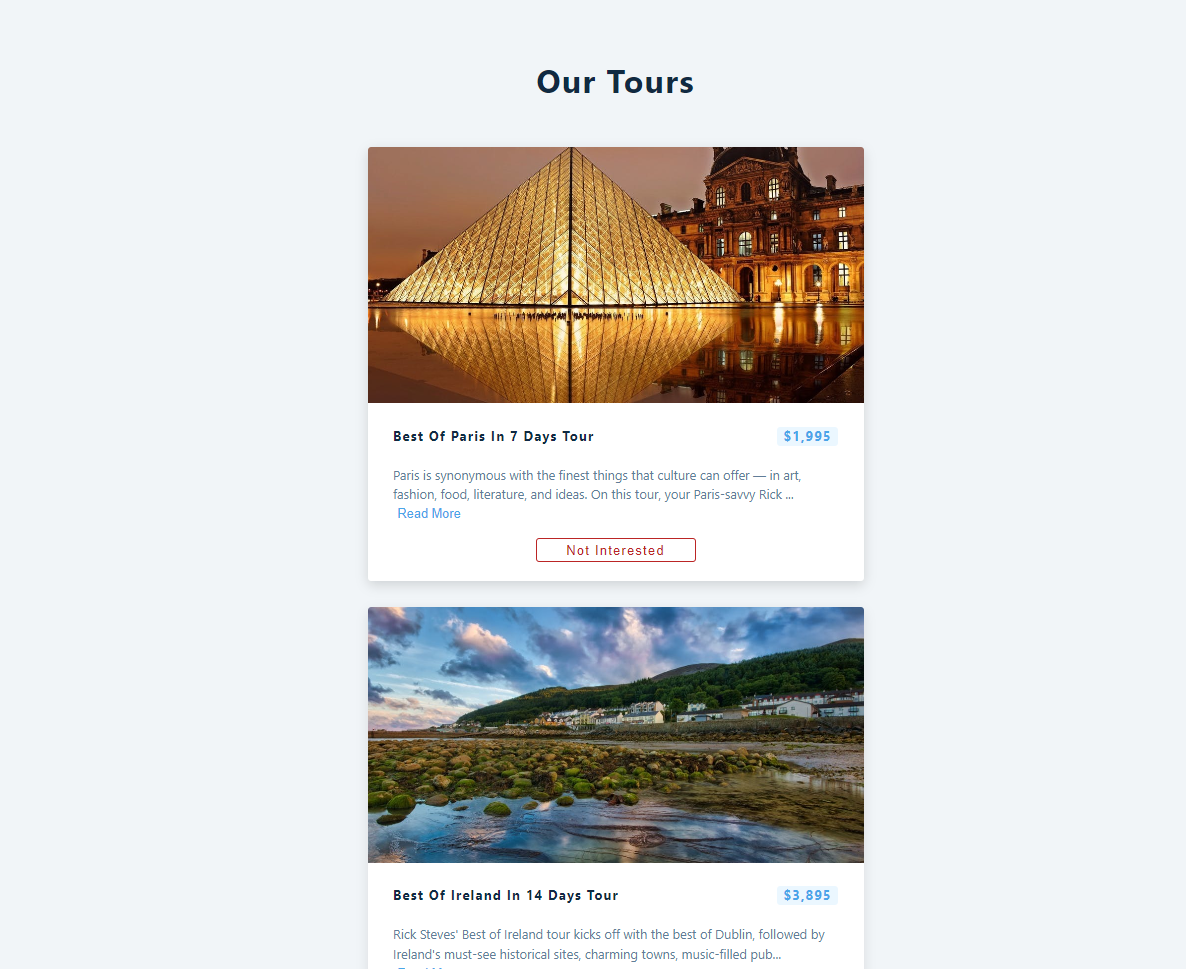 Our Tours
Best Of Paris In 7 Days Tour
$1,995
Paris is synonymous with the finest things that culture can offer — in art,
fashion, food, literature, and ideas. On this tour, your Paris-savvy Rick ...
Read More
Not Interested
Best Of Ireland In 14 Days Tour
$3,895
Rick Steves' Best of Ireland tour kicks off with the best of Dublin, followed by
Ireland's must-see historical sites, charming towns, music-filled pub...